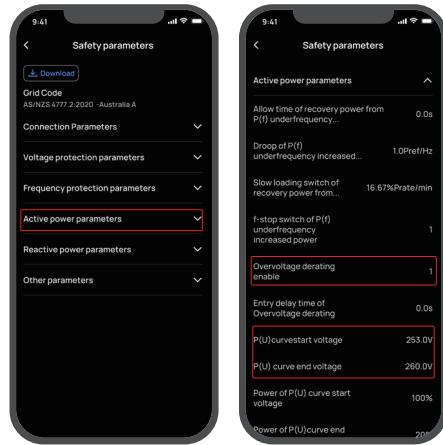 9:41
Safety parameters
Download
Grid Code
AS/NZS 4777.2:2020 -Australia A
Connection Parameters
Voltage protection parameters
Frequency protection parameters
Active power parameters
Reactive power parameters
Other parameters
9:41
Safety parameters
Active power parameters
Allow time of recovery power from
P(f) underfrequency...
0.0s
Droop of P(f)
underfrequency increased...
1.0Pref/Hz
Slow loading switch of
recovery power from...
16.67%Prate/min
f-stop switch of P(f)
underfrequency
increased power
1
Overvoltage derating
enable
1
Entry delay time of
Overvoltage derating
0.0s
P(U)curvestart voltage 253.0V
P(U) curve end voltage 260.0V
Power of P(U) curve start
voltage
100%
Power of P(U)curve end